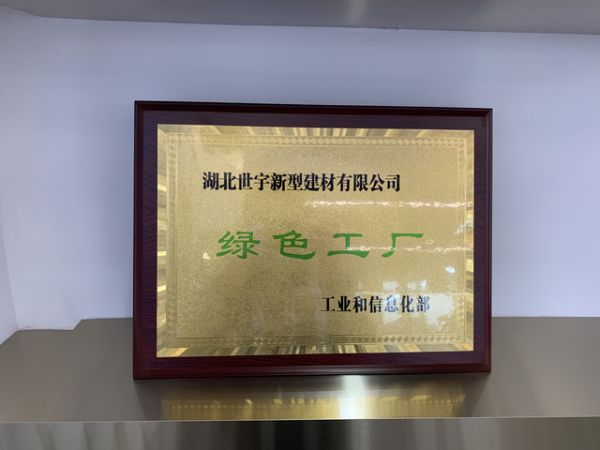 湖北世宇新型建材有限公司
绿色工厂
工业和信息化部